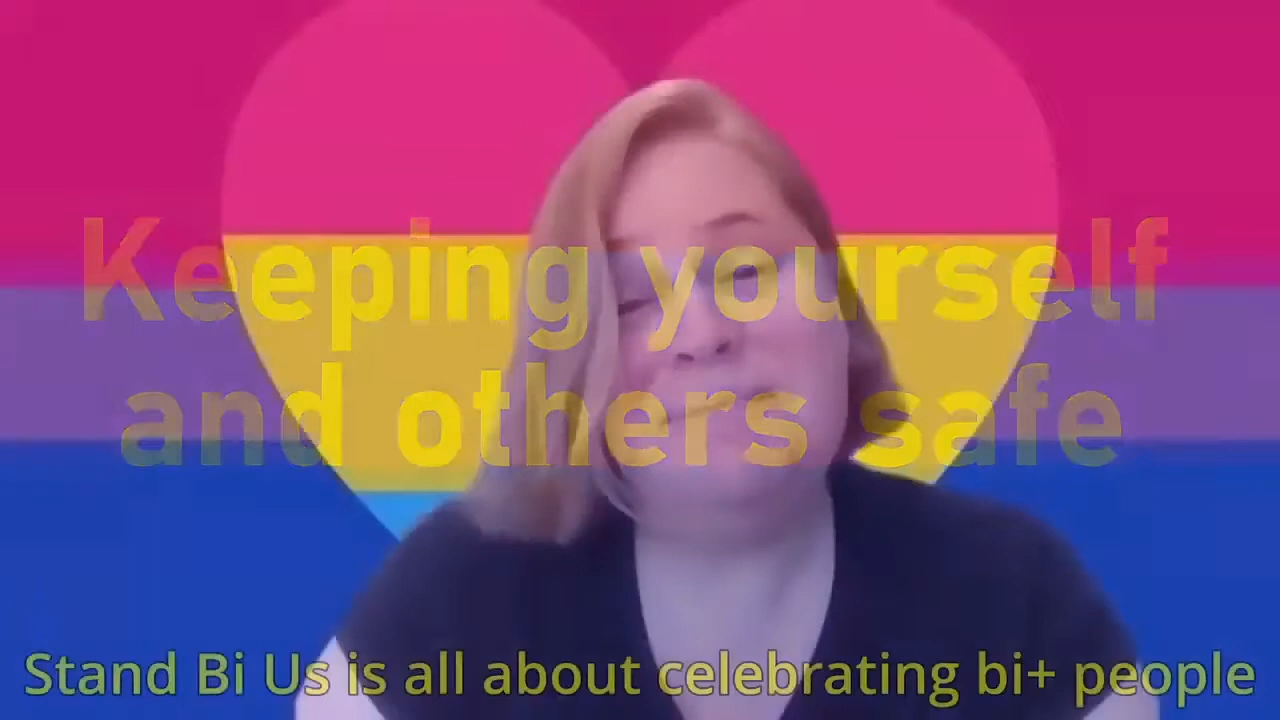 Keeping yourself
and others safe
Stand Bi Us is all about celebrating bi+ people